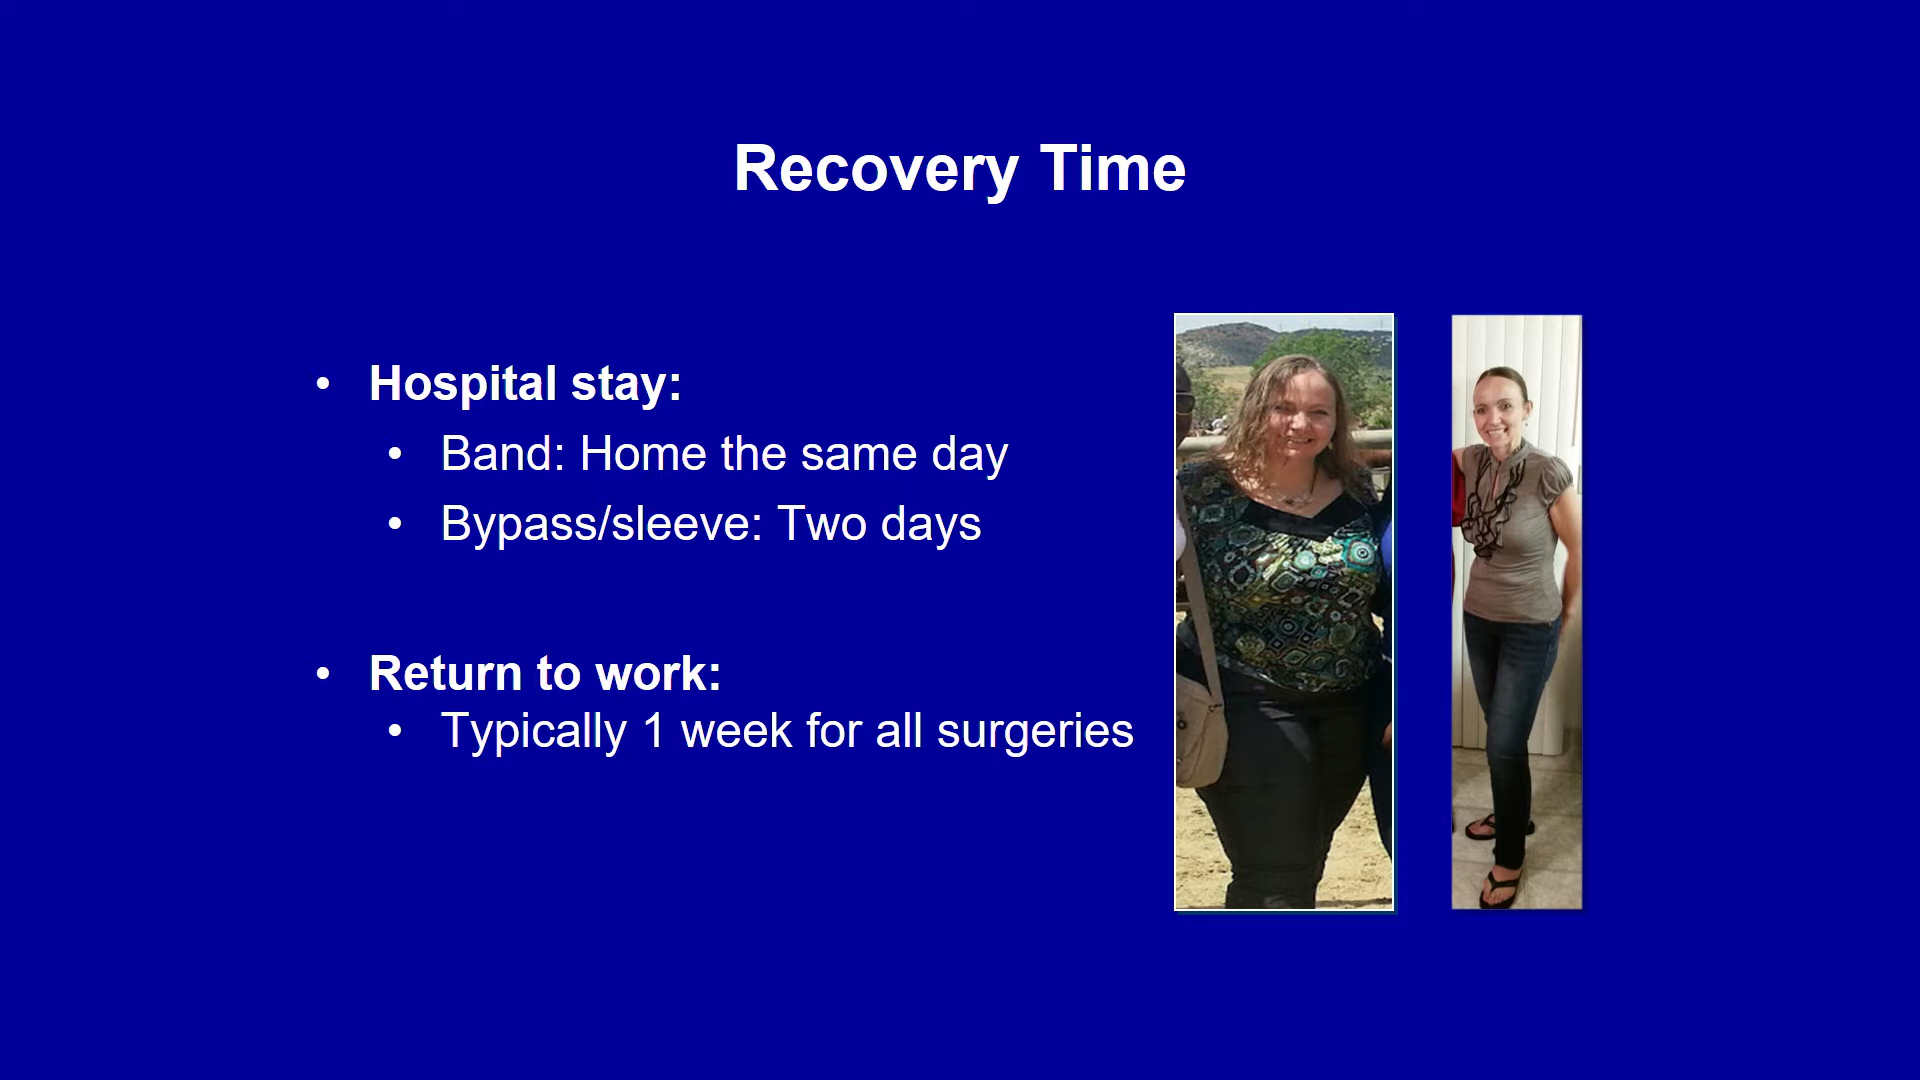 Recovery Time
• Hospital stay:
• Band: Home the same day
• Bypass/sleeve: Two days
• Return to work:
• Typically 1 week for all surgeries